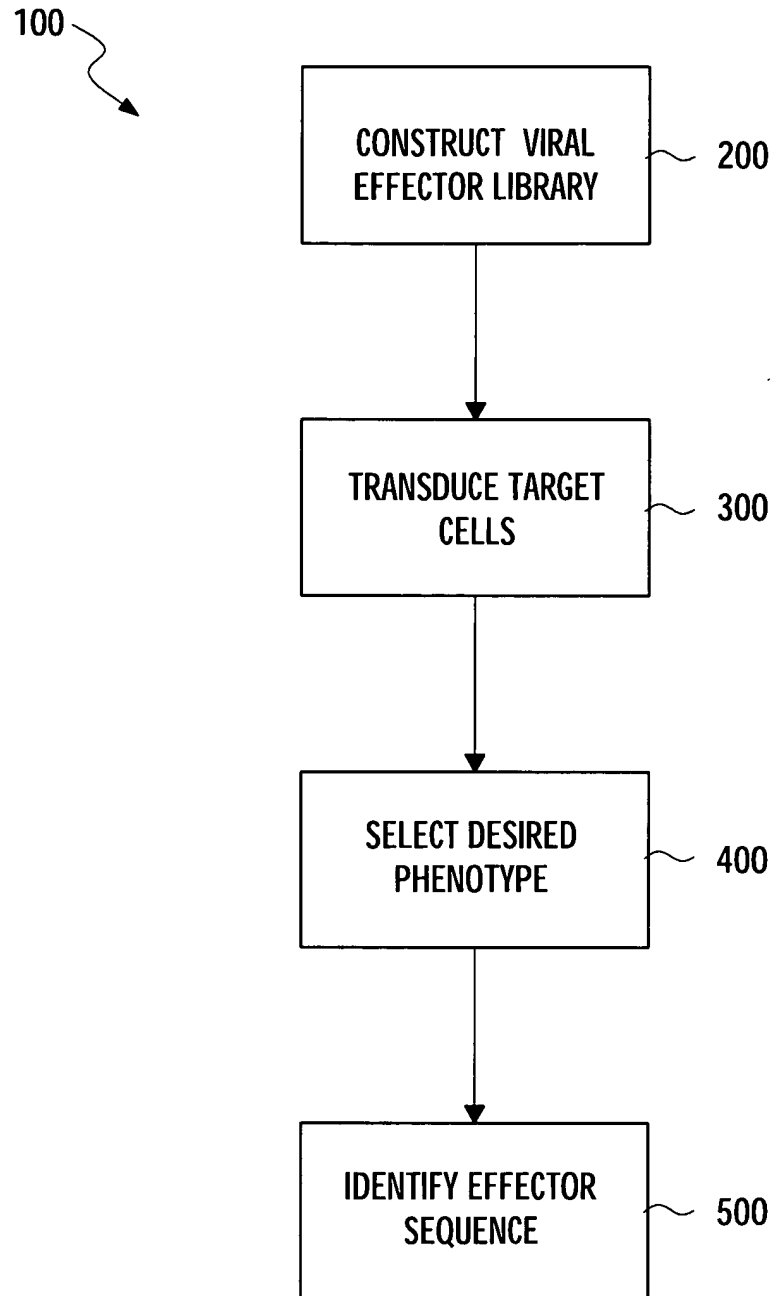 100
CONSTRUCT VIRAL
EFFECTOR LIBRARY
200
TRANSDUCE TARGET
CELLS
300
SELECT DESIRED
PHENOTYPE
400
IDENTIFY EFFECTOR
SEQUENCE
500